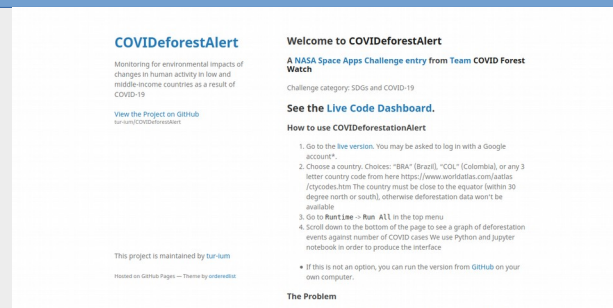 COVIDeforestAlert
Monitoring for environmental impacts of
changes in human activity in low and
middle-income countries as a result of
COVID-19
View the Project on GitHub
tur-ium/COVIDeforestAlert
This project is maintained by tur-ium
Hosted on GitHub Pages — Theme by orderedlist
Welcome to COVIDeforestAlert
A NASA Space Apps Challenge entry from Team COVID Forest
Watch
Challenge category: SDGs and COVID-19
See the Live Code Dashboard.
How to use COVIDeforestationAlert
1. Go to the live version. You may be asked to log in with a Google
account*.
2. Choose a country. Choices: "BRA" (Brazil), "COL" (Colombia), or any 3
letter country code from here https://www.worldatlas.com/aatlas
/ctycodes.htm The country must be close to the equator (within 30
degree north or south), otherwise deforestation data won't be
available
3. Go to Runtime -> Run All in the top menu
4. Scroll down to the bottom of the page to see a graph of deforestation
events against number of COVID cases We use Python and Jupyter
notebook in order to produce the interface
• If this is not an option, you can run the version from GitHub on your
own computer.
The Problem